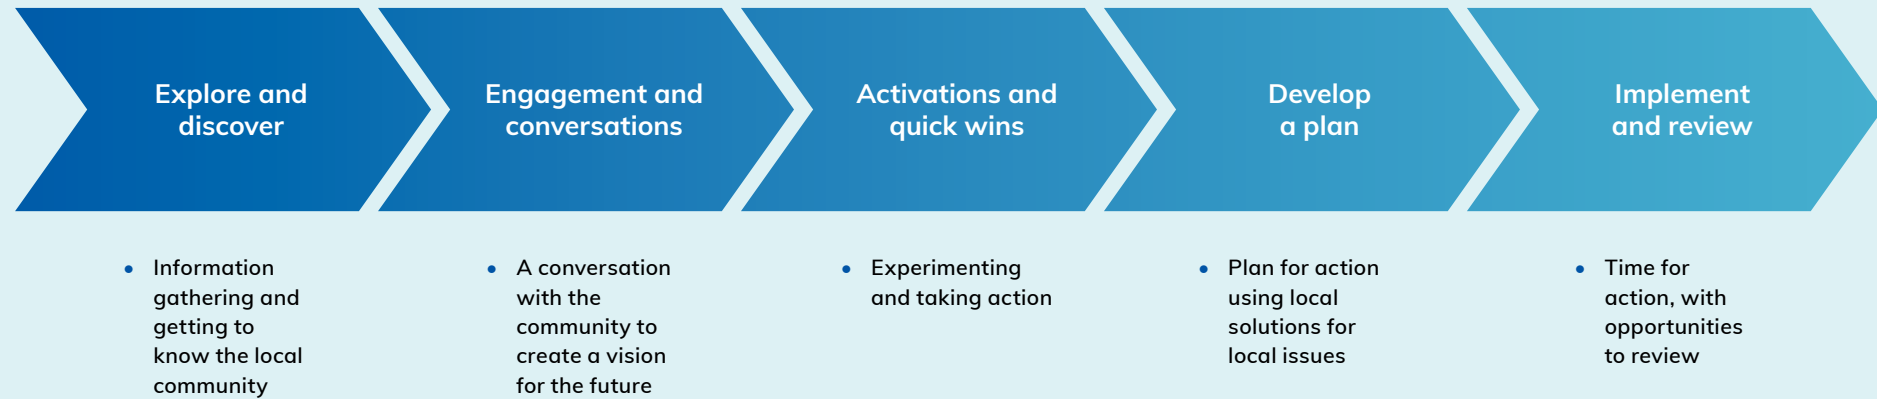 Explore and
discover
Engagement and
conversations
Activations and
quick wins
Develop
a plan
Implement
and review
• Information
gathering and
getting to
know the local
community
• A conversation
with the
community to
create a vision
for the future
• Experimenting
and taking action
• Plan for action
using local
solutions for
local issues
• Time for
action, with
opportunities
to review